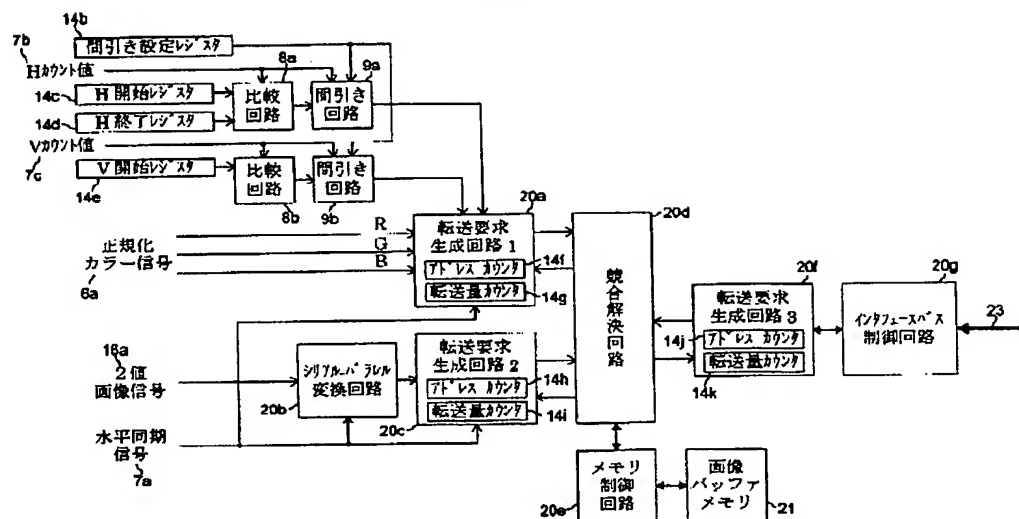 14b
間引き設定レジスタ
7b
Hカウント値
14c
H 開始レジスタ
14d
H 終了レジスタ
8a
比較
回路
9a
間引き
回路
Vカウント値
7c
V 開始レジスタ
14e
比較
回路
8b
間引き
回路
9b
正規化
カラー信号
6a
R
G
B
20a
転送要求
生成回路 1
アドレス カウンタ
14f
転送量カウンタ
14g
16a
2値
画像信号
シリアル-パラレル
変換回路
20b
転送要求
生成回路 2
アドレス カウンタ
14h
転送量カウンタ
14i
20c
水平同期
信号
7a
20d
競合解決回路
20f
転送要求
生成回路 3
14j
アドレス カウンタ
転送量カウンタ
14k
20g
インタフェースバス
制御回路
23
メモリ
制御
回路
20e
画像
バッファ
メモリ
21